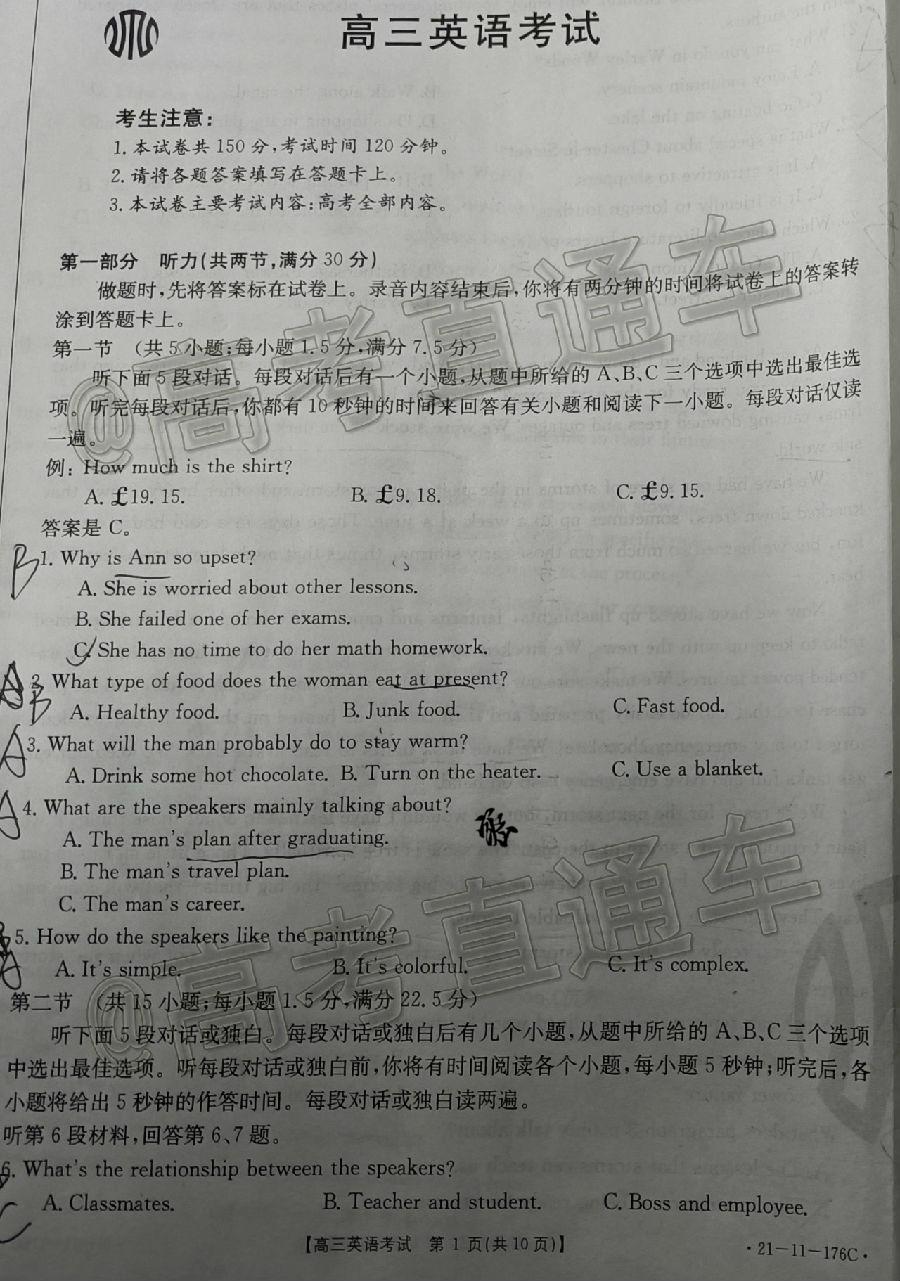 高三英语考试
考生注意:
1. 本试卷共 150 分,考试时间 120 分钟。
2. 请将各题答案填写在答题卡上。
3. 本试卷主要考试内容:高考全部内容。
第一部分 听力(共两节,满分 30 分)
做题时,先将答案标在试卷上。录音内容结束后,你将有两分钟的时间将试卷上的答案转
涂到答题卡上。
第一节 (共 5 小题;每小题 1.5 分,满分 7.5 分)
听下面 5 段对话。每段对话后有一个小题,从题中所给的 A、B、C 三个选项中选出最佳选
项。听完每段对话后,你都有 10 秒钟的时间来回答有关小题和阅读下一小题。每段对话仅读
一遍。
例: How much is the shirt?
A. £19.15. B. £9.18. C. £9.15.
答案是 C。
B 1. Why is Ann so upset?
A. She is worried about other lessons.
B. She failed one of her exams.
C. She has no time to do her math homework.
A 2. What type of food does the woman eat at present?
B A. Healthy food. B. Junk food. C. Fast food.
A 3. What will the man probably do to stay warm?
A. Drink some hot chocolate. B. Turn on the heater. C. Use a blanket.
A 4. What are the speakers mainly talking about?
A. The man's plan after graduating.
B. The man's travel plan.
C. The man's career.
5. How do the speakers like the painting?
A. It's simple. B. It's colorful. C. It's complex.
第二节 (共 15 小题;每小题 1.5 分,满分 22.5 分)
听下面 5 段对话或独白。每段对话或独白后有几个小题,从题中所给的 A、B、C 三个选项
中选出最佳选项。听每段对话或独白前,你将有时间阅读各个小题,每小题 5 秒钟;听完后,各
小题将给出 5 秒钟的作答时间。每段对话或独白读两遍。
听第 6 段材料,回答第 6、7 题。
6. What's the relationship between the speakers?
C A. Classmates. B. Teacher and student. C. Boss and employee.
【高三英语考试 第 1 页(共 10 页)】
·21-11-176C·
@高考直通车
@高考直通车